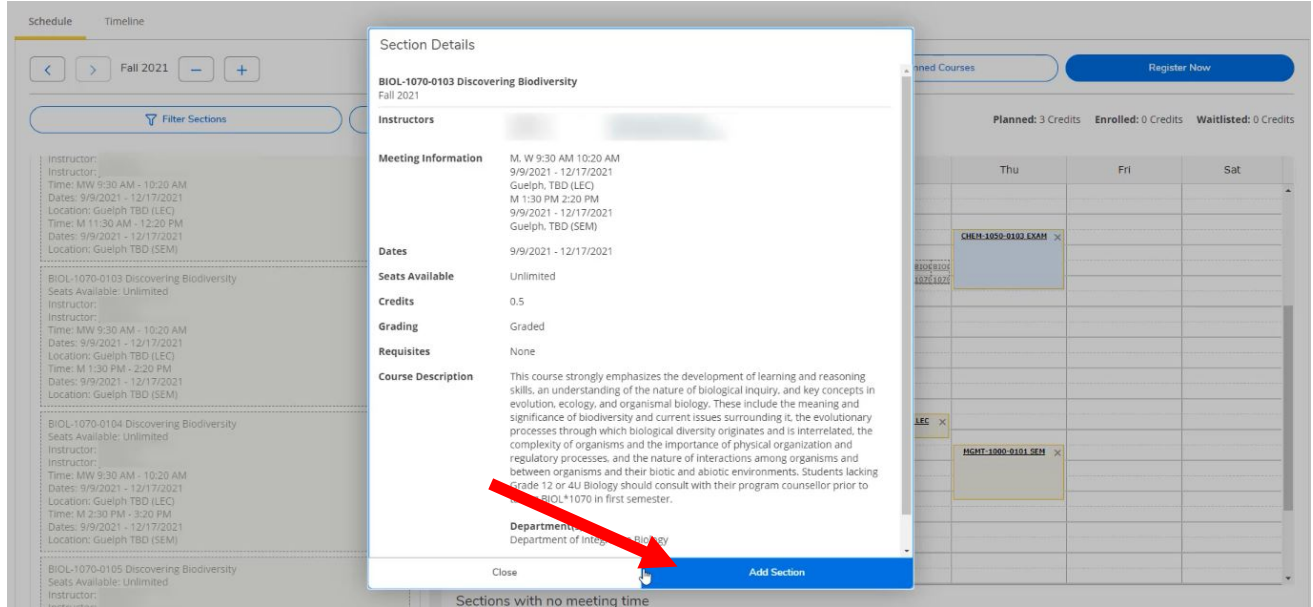 Schedule Timeline
Fall 2021
Filter Sections
nned Courses
Register Now
Planned: 3 Credits Enrolled: 0 Credits Waitlisted: 0 Credits
Instructor:
Instructor:
Time: MW 9:30 AM - 10:20 AM
Dates: 9/9/2021 - 12/17/2021
Location: Guelph TBD (LEC)
Time: M 11:30 AM - 12:20 PM
Dates: 9/9/2021 - 12/17/2021
Location: Guelph TBD (SEM)
BIOL-1070-0103 Discovering Biodiversity
Seats Available: Unlimited
Instructor:
Instructor:
Time: MW 9:30 AM - 10:20 AM
Dates: 9/9/2021 - 12/17/2021
Location: Guelph TBD (LEC)
Time: M 1:30 PM - 2:20 PM
Dates: 9/9/2021 - 12/17/2021
Location: Guelph TBD (SEM)
BIOL-1070-0104 Discovering Biodiversity
Seats Available: Unlimited
Instructor:
Instructor:
Time: MW 9:30 AM - 10:20 AM
Dates: 9/9/2021 - 12/17/2021
Location: Guelph TBD (LEC)
Time: M 2:30 PM - 3:20 PM
Dates: 9/9/2021 - 12/17/2021
Location: Guelph TBD (SEM)
BIOL-1070-0105 Discovering Biodiversity
Seats Available: Unlimited
Instructor:
Section Details
BIOL-1070-0103 Discovering Biodiversity
Fall 2021
Instructors
Meeting Information M, W 9:30 AM 10:20 AM
9/9/2021 - 12/17/2021
Guelph, TBD (LEC)
M 1:30 PM 2:20 PM
9/9/2021 - 12/17/2021
Guelph, TBD (SEM)
Dates 9/9/2021 - 12/17/2021
Seats Available Unlimited
Credits 0.5
Grading Graded
Requisites None
Course Description This course strongly emphasizes the development of learning and reasoning
skills, an understanding of the nature of biological inquiry, and key concepts in
evolution, ecology, and organismal biology. These include the meaning and
significance of biodiversity and current issues surrounding it, the evolutionary
processes through which biological diversity originates and is interrelated, the
complexity of organisms and the importance of physical organization and
regulatory processes, and the nature of interactions among organisms and
between organisms and their biotic and abiotic environments. Students lacking
Grade 12 or 4U Biology should consult with their program counsellor prior to
BIOL*1070 in first semester.
Department of Biology
Close Add Section
Thu Fri Sat
CHEM-1050-0102 EXAM
LEC
MGMT-1000-0101 SEM
Sections with no meeting time